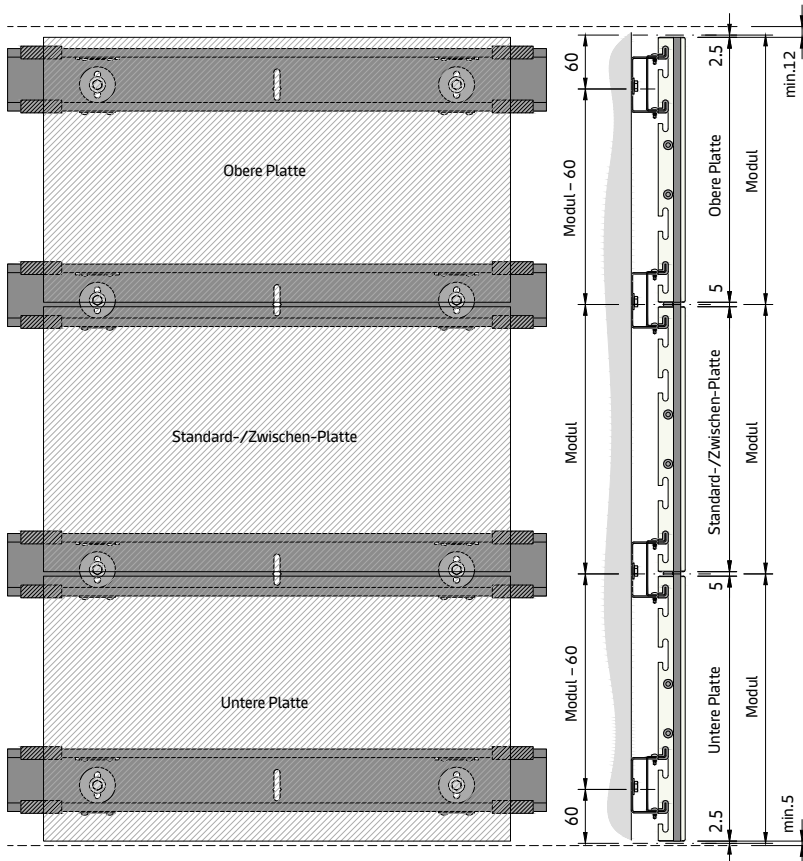 Obere Platte
Standard-/Zwischen-Platte
Untere Platte
60
Modul – 60
Modul
Modul – 60
60
2.5
Obere Platte
5
Standard-/Zwischen-Platte
5
Untere Platte
2.5
Modul
Modul
Modul
min.12
min.5